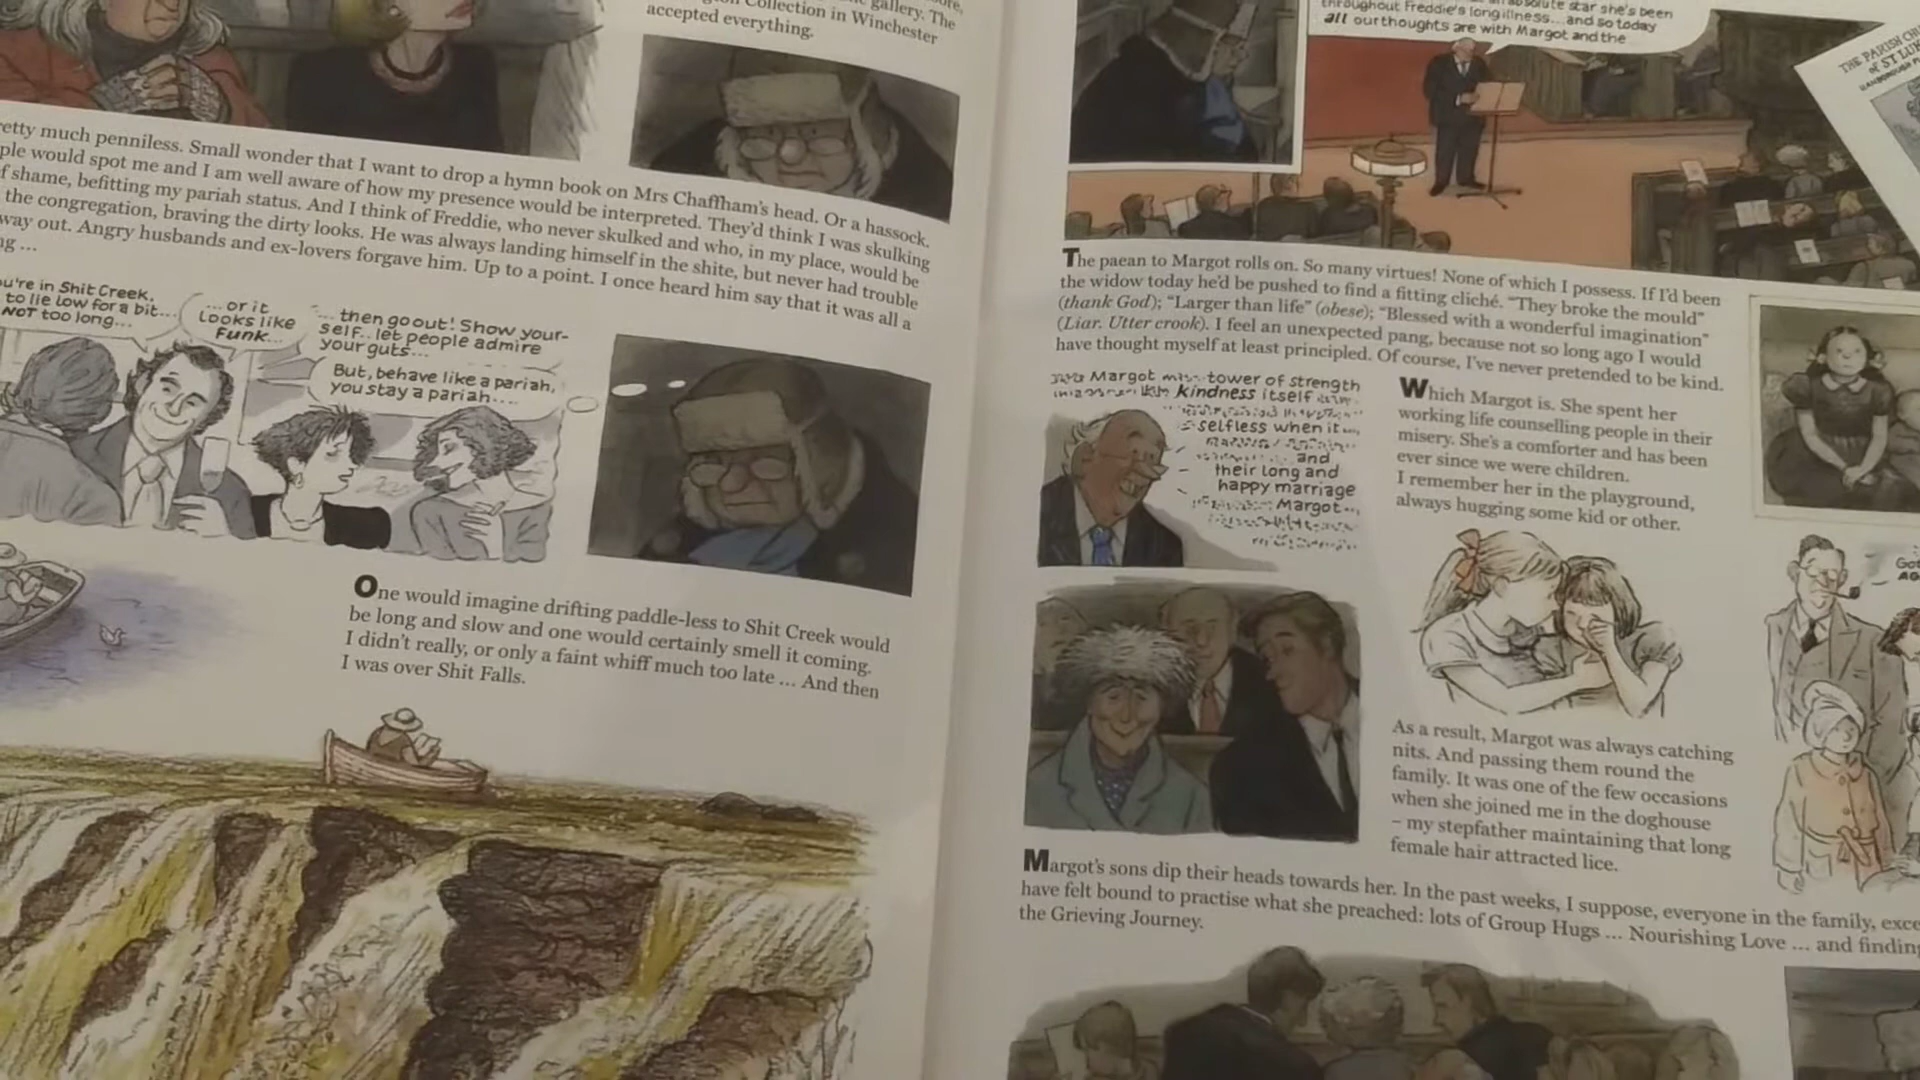 gallery. The
Collection in Winchester
accepted everything.
pretty much penniless. Small wonder that I want to drop a hymn book on Mrs Chaffham's head. Or a hassock.
would spot me and I am well aware of how my presence would be interpreted. They'd think I was skulking
shame, befitting my pariah status. And I think of Freddie, who never skulked and who, in my place, would be
the congregation, braving the dirty looks. He was always landing himself in the shite, but never had trouble
way out. Angry husbands and ex-lovers forgave him. Up to a point. I once heard him say that it was all a
...
in Shit Creek,
to lie low for a bit...
NOT too long...
...or it
looks like
Funk...
... then go out! Show your-
self.. let people admire
your guts...
But, behave like a pariah,
you stay a pariah....
One would imagine drifting paddle-less to Shit Creek would
be long and slow and one would certainly smell it coming.
I didn't really, or only a faint whiff much too late ... And then
I was over Shit Falls.
absolute star she's been
throughout Freddie's long illness...and so today
all our thoughts are with Margot and the
THE PARISH
of ST
The paean to Margot rolls on. So many virtues! None of which I possess. If I'd been
the widow today he'd be pushed to find a fitting cliché. "They broke the mould"
(thank God); "Larger than life" (obese); "Blessed with a wonderful imagination"
(Liar. Utter crook). I feel an unexpected pang, because not so long ago I would
have thought myself at least principled. Of course, I've never pretended to be kind.
Margot tower of strength
kindness itself
selfless when it
and
their long and
happy marriage
Margot
Which Margot is. She spent her
working life counselling people in their
misery. She's a comforter and has been
ever since we were children.
I remember her in the playground,
always hugging some kid or other.
As a result, Margot was always catching
nits. And passing them round the
family. It was one of the few occasions
when she joined me in the doghouse
– my stepfather maintaining that long
female hair attracted lice.
Margot's sons dip their heads towards her. In the past weeks, I suppose, everyone in the family,
have felt bound to practise what she preached: lots of Group Hugs ... Nourishing Love ... and
the Grieving Journey.